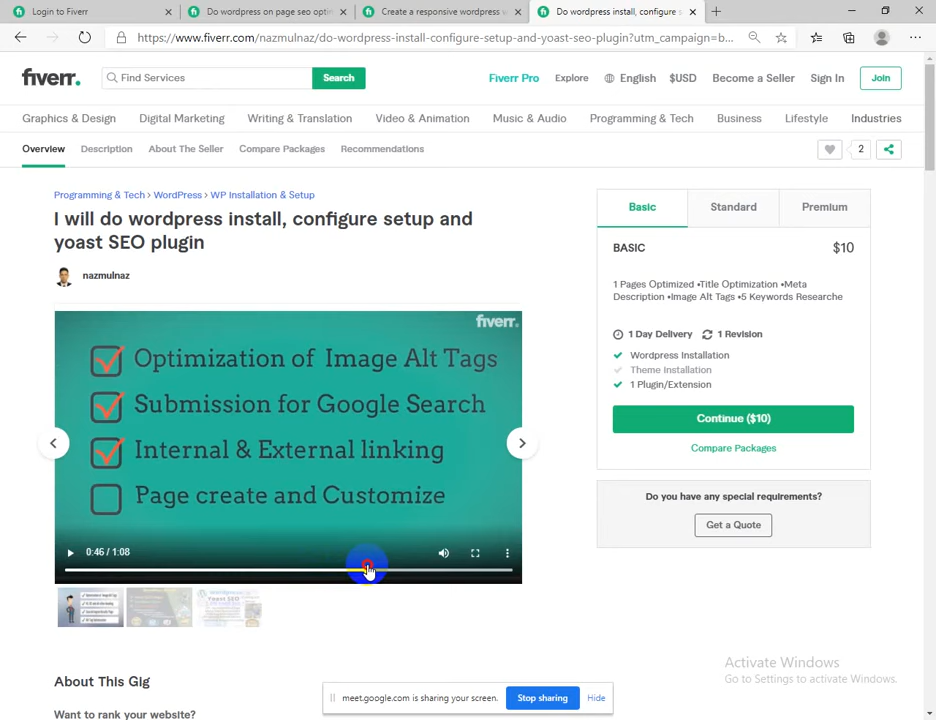 Login to Fiverr
Do wordpress on page seo opti
Create a responsive wordpress
Do wordpress install, configure s
https://www.fiverr.com/nazmulnaz/do-wordpress-install-configure-setup-and-yoast-seo-plugin?utm_campaign=b...
fiverr.
Find Services
Search
Fiverr Pro
Explore
English
$USD
Become a Seller
Sign In
Join
Graphics & Design
Digital Marketing
Writing & Translation
Video & Animation
Music & Audio
Programming & Tech
Business
Lifestyle
Industries
Overview
Description
About The Seller
Compare Packages
Recommendations
2
Programming & Tech › WordPress › WP Installation & Setup
I will do wordpress install, configure setup and
yoast SEO plugin
nazmulnaz
fiverr.
Optimization of Image Alt Tags
Submission for Google Search
Internal & External linking
Page create and Customize
0:46 / 1:08
Basic
Standard
Premium
BASIC
$10
1 Pages Optimized •Title Optimization •Meta
Description •Image Alt Tags •5 Keywords Researche
1 Day Delivery
1 Revision
Wordpress Installation
Theme Installation
1 Plugin/Extension
Continue ($10)
Compare Packages
Do you have any special requirements?
Get a Quote
About This Gig
Want to rank your website?
Activate Windows
Go to Settings to activate Windows.
meet.google.com is sharing your screen.
Stop sharing
Hide